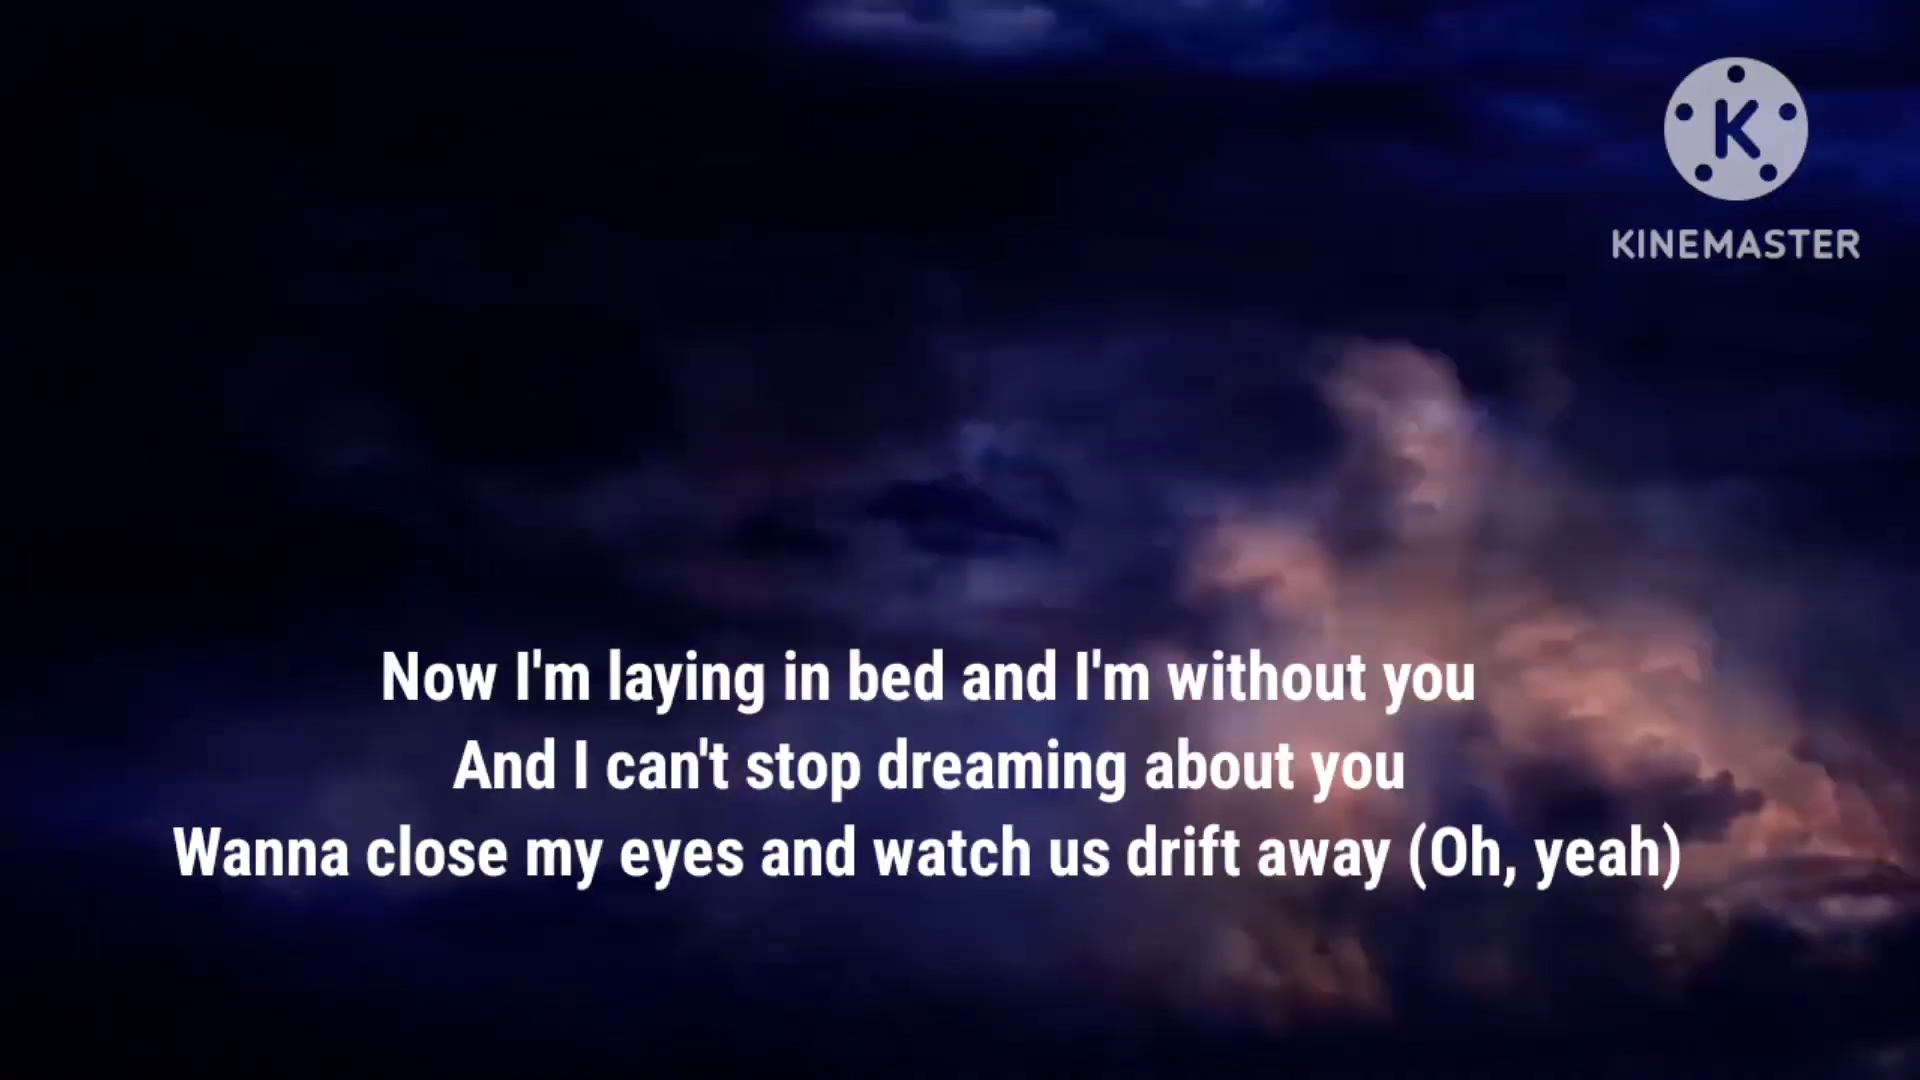 K
KINEMASTER
Now I'm laying in bed and I'm without you
And I can't stop dreaming about you
Wanna close my eyes and watch us drift away (Oh, yeah)